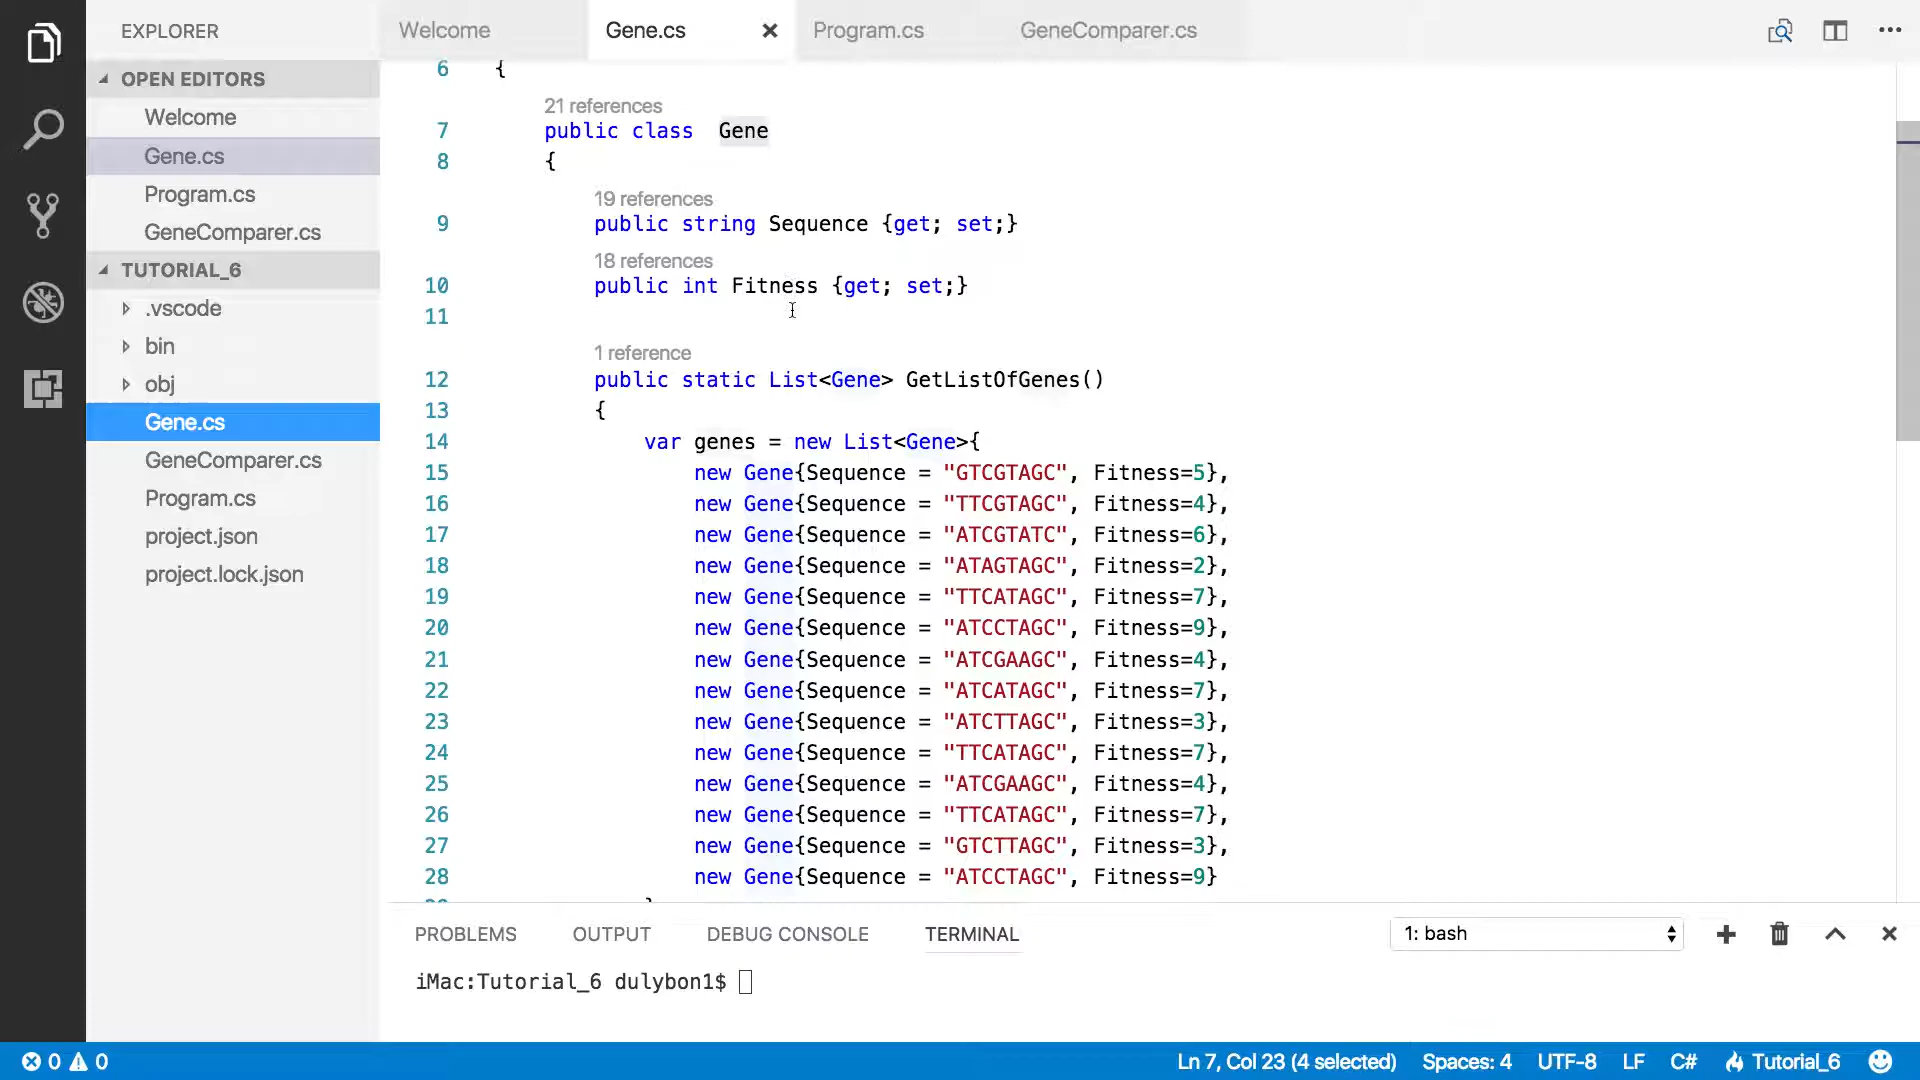 EXPLORER
OPEN EDITORS
Welcome
Gene.cs
Program.cs
GeneComparer.cs
TUTORIAL_6
.vscode
bin
obj
Gene.cs
GeneComparer.cs
Program.cs
project.json
project.lock.json
Welcome Gene.cs Program.cs GeneComparer.cs
6 {
21 references
7 public class  Gene
8 {
19 references
9 public string Sequence {get; set;}
18 references
10 public int Fitness {get; set;}
11
1 reference
12 public static List<Gene> GetListOfGenes()
13 {
14 var genes = new List<Gene>{
15 new Gene{Sequence = "GTCGTAGC", Fitness=5},
16 new Gene{Sequence = "TTCGTAGC", Fitness=4},
17 new Gene{Sequence = "ATCGTATC", Fitness=6},
18 new Gene{Sequence = "ATAGTAGC", Fitness=2},
19 new Gene{Sequence = "TTCATAGC", Fitness=7},
20 new Gene{Sequence = "ATCCTAGC", Fitness=9},
21 new Gene{Sequence = "ATCGAAGC", Fitness=4},
22 new Gene{Sequence = "ATCATAGC", Fitness=7},
23 new Gene{Sequence = "ATCTTAGC", Fitness=3},
24 new Gene{Sequence = "TTCATAGC", Fitness=7},
25 new Gene{Sequence = "ATCGAAGC", Fitness=4},
26 new Gene{Sequence = "TTCATAGC", Fitness=7},
27 new Gene{Sequence = "GTCTTAGC", Fitness=3},
28 new Gene{Sequence = "ATCCTAGC", Fitness=9}
PROBLEMS OUTPUT DEBUG CONSOLE TERMINAL 1: bash
iMac:Tutorial_6 dulybon1$
0 0 Ln 7, Col 23 (4 selected) Spaces: 4 UTF-8 LF C# Tutorial_6